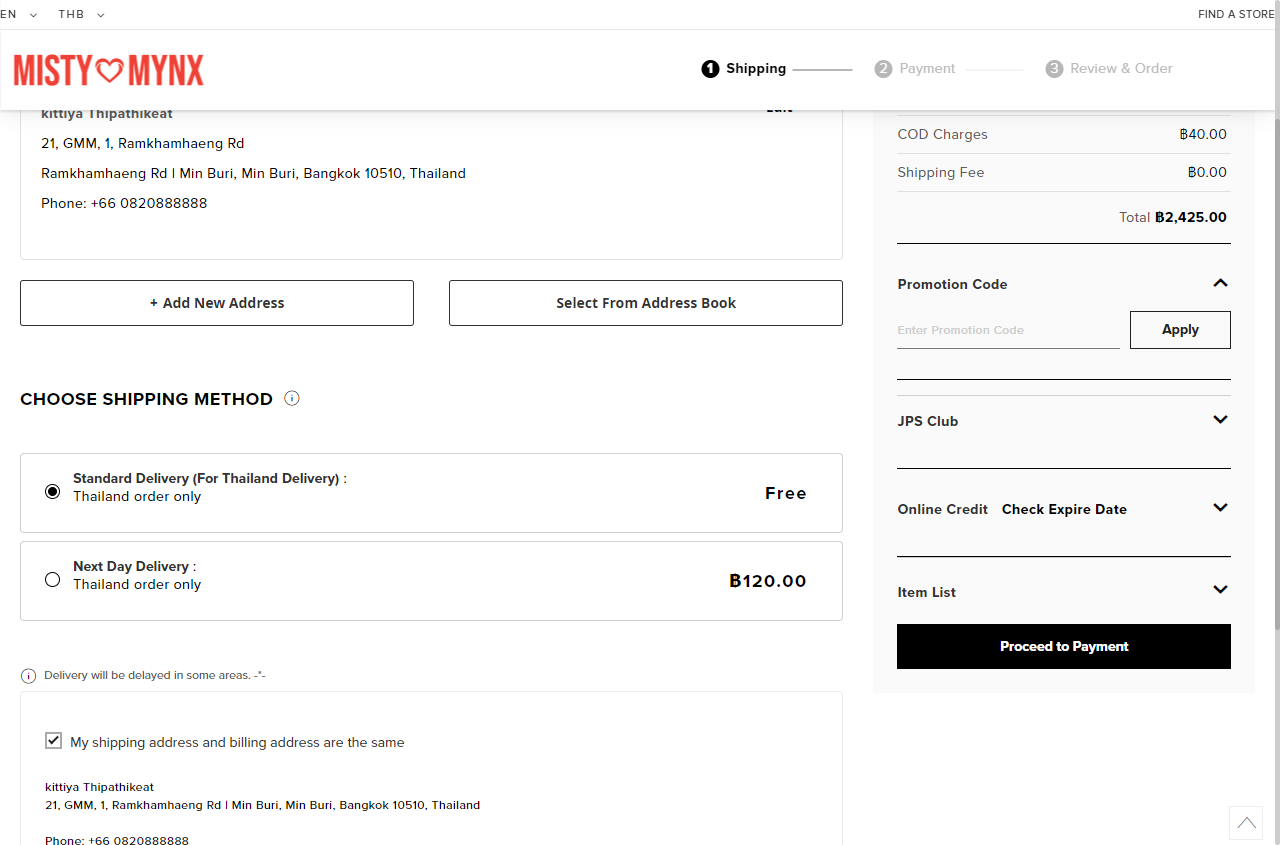 EN THB FIND A STORE
MISTY MYNX
1 Shipping 2 Payment 3 Review & Order
kittiya Thipathikeat Edit
21, GMM, 1, Ramkhamhaeng Rd
Ramkhamhaeng Rd | Min Buri, Min Buri, Bangkok 10510, Thailand
Phone: +66 0820888888
+ Add New Address
Select From Address Book
CHOOSE SHIPPING METHOD
Standard Delivery (For Thailand Delivery) :
Thailand order only
Free
Next Day Delivery :
Thailand order only
฿120.00
Delivery will be delayed in some areas. -*-
My shipping address and billing address are the same
kittiya Thipathikeat
21, GMM, 1, Ramkhamhaeng Rd | Min Buri, Min Buri, Bangkok 10510, Thailand
Phone: +66 0820888888
COD Charges ฿40.00
Shipping Fee ฿0.00
Total ฿2,425.00
Promotion Code
Enter Promotion Code
Apply
JPS Club
Online Credit Check Expire Date
Item List
Proceed to Payment